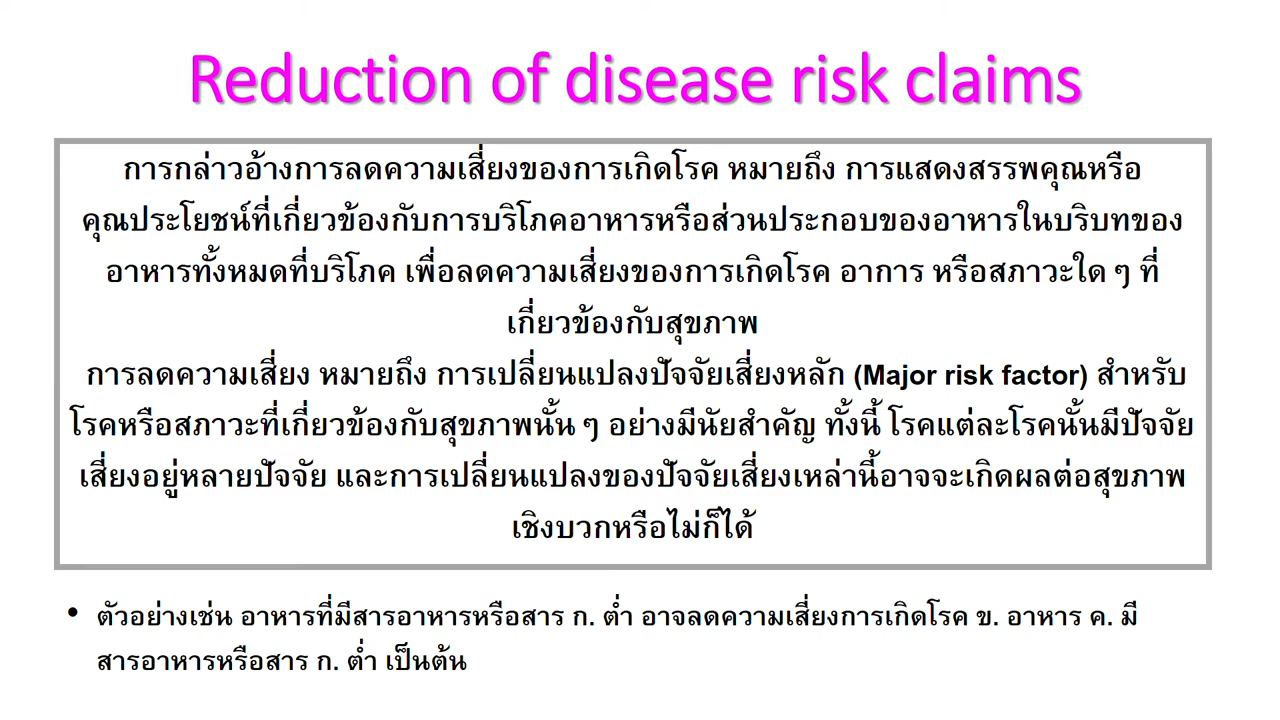 Reduction of disease risk claims
การกล่าวอ้างการลดความเสี่ยงของการเกิดโรค หมายถึง การแสดงสรรพคุณหรือ
คุณประโยชน์ที่เกี่ยวข้องกับการบริโภคอาหารหรือส่วนประกอบของอาหารในบริบทของ
อาหารทั้งหมดที่บริโภค เพื่อลดความเสี่ยงของการเกิดโรค อาการ หรือสภาวะใด ๆ ที่
เกี่ยวข้องกับสุขภาพ
การลดความเสี่ยง หมายถึง การเปลี่ยนแปลงปัจจัยเสี่ยงหลัก (Major risk factor) สำหรับ
โรคหรือสภาวะที่เกี่ยวข้องกับสุขภาพนั้น ๆ อย่างมีนัยสำคัญ ทั้งนี้ โรคแต่ละโรคนั้นมีปัจจัย
เสี่ยงอยู่หลายปัจจัย และการเปลี่ยนแปลงของปัจจัยเสี่ยงเหล่านี้อาจจะเกิดผลต่อสุขภาพ
เชิงบวกหรือไม่ก็ได้
• ตัวอย่างเช่น อาหารที่มีสารอาหารหรือสาร ก. ต่ำ อาจลดความเสี่ยงการเกิดโรค ข. อาหาร ค. มี
สารอาหารหรือสาร ก. ต่ำ เป็นต้น